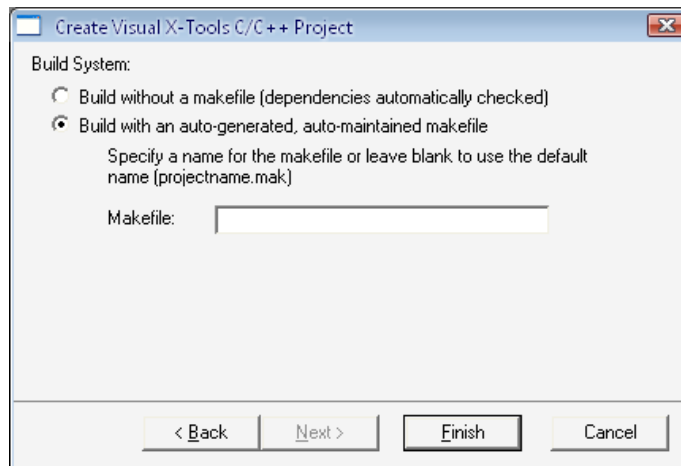 Create Visual X-Tools C/C++ Project
Build System:
Build without a makefile (dependencies automatically checked)
Build with an auto-generated, auto-maintained makefile
Specify a name for the makefile or leave blank to use the default
name (projectname.mak)
Makefile:
< Back Next > Finish Cancel